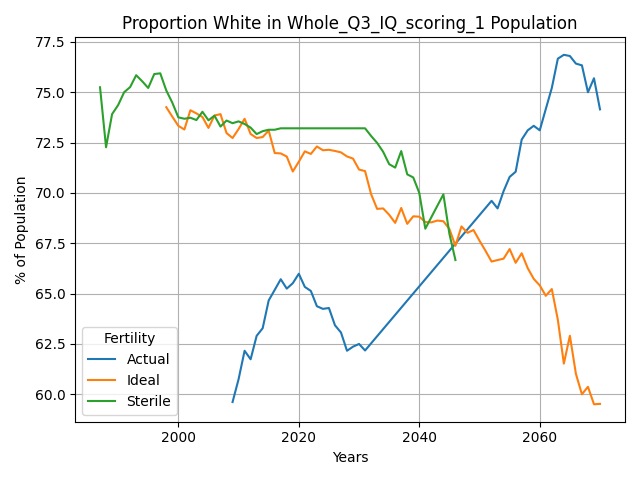 Proportion White in Whole_Q3_IQ_scoring_1 Population
% of Population
77.5
75.0
72.5
70.0
67.5
65.0
62.5
60.0
Fertility
Actual
Ideal
Sterile
2000
2020
2040
2060
Years